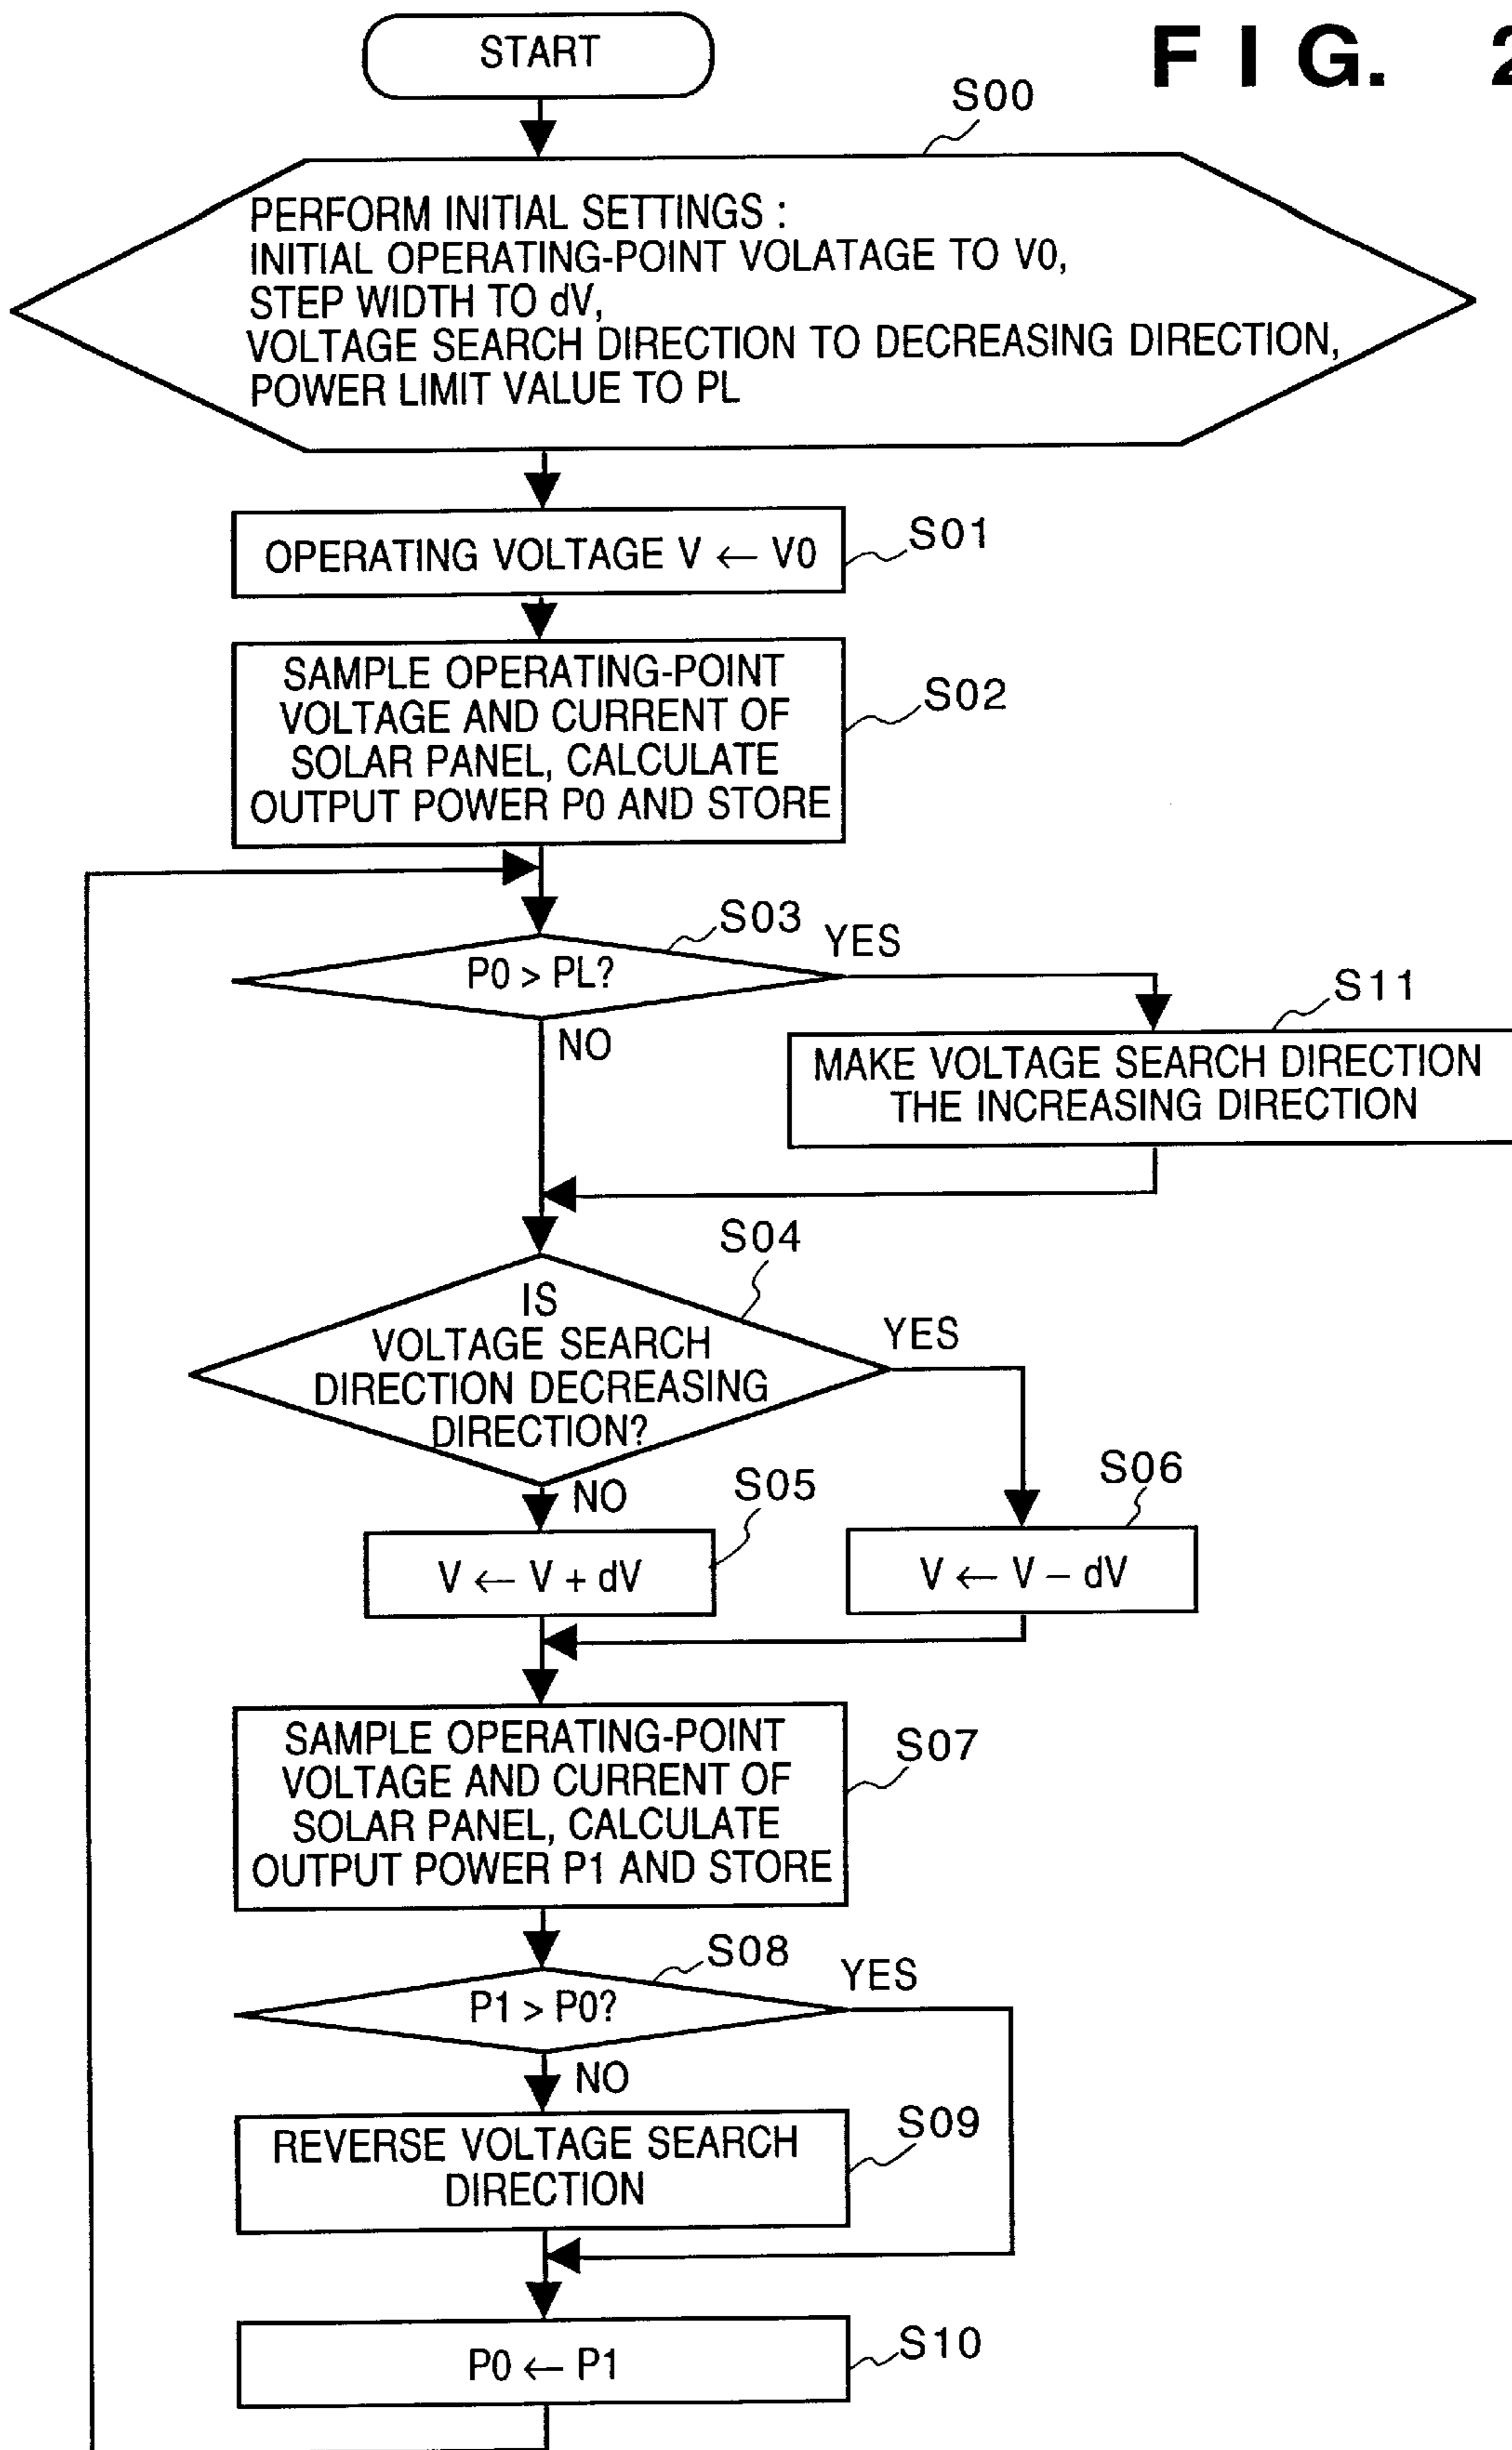 START
FIG. 2
S00
PERFORM INITIAL SETTINGS :
INITIAL OPERATING-POINT VOLATAGE TO V0,
STEP WIDTH TO dV,
VOLTAGE SEARCH DIRECTION TO DECREASING DIRECTION,
POWER LIMIT VALUE TO PL
OPERATING VOLTAGE V ← V0
S01
SAMPLE OPERATING-POINT
VOLTAGE AND CURRENT OF
SOLAR PANEL, CALCULATE
OUTPUT POWER P0 AND STORE
S02
S03
P0 > PL?
YES
NO
S11
MAKE VOLTAGE SEARCH DIRECTION
THE INCREASING DIRECTION
S04
IS
VOLTAGE SEARCH
DIRECTION DECREASING
DIRECTION?
YES
NO
S05
V ← V + dV
S06
V ← V − dV
SAMPLE OPERATING-POINT
VOLTAGE AND CURRENT OF
SOLAR PANEL, CALCULATE
OUTPUT POWER P1 AND STORE
S07
S08
P1 > P0?
YES
NO
REVERSE VOLTAGE SEARCH
DIRECTION
S09
P0 ← P1
S10